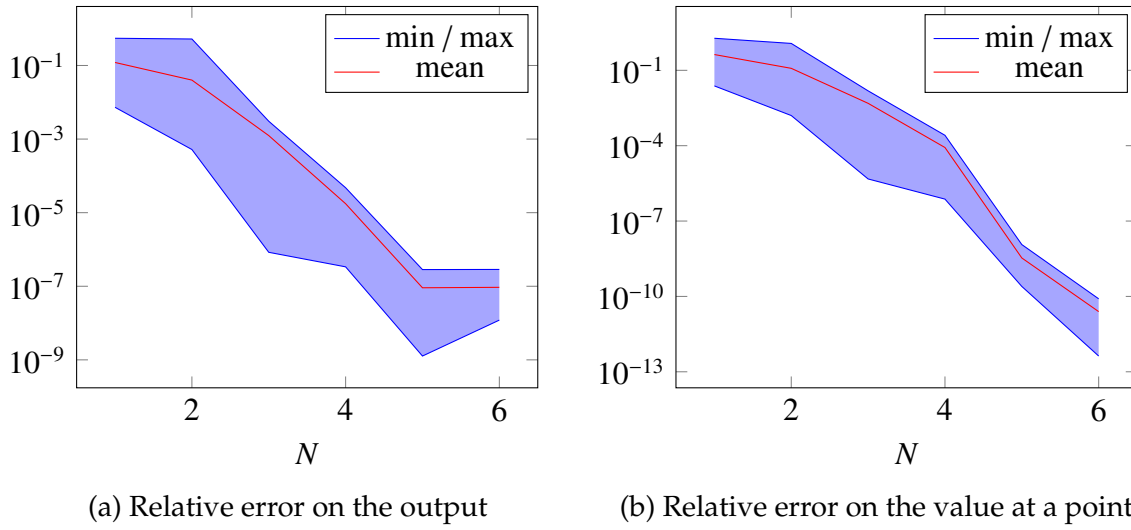 min / max
mean
10⁻¹
10⁻³
10⁻⁵
10⁻⁷
10⁻⁹
2 4 6
N
(a) Relative error on the output
min / max
mean
10⁻¹
10⁻⁴
10⁻⁷
10⁻¹⁰
10⁻¹³
2 4 6
N
(b) Relative error on the value at a point